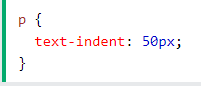 p {
  text-indent: 50px;
}